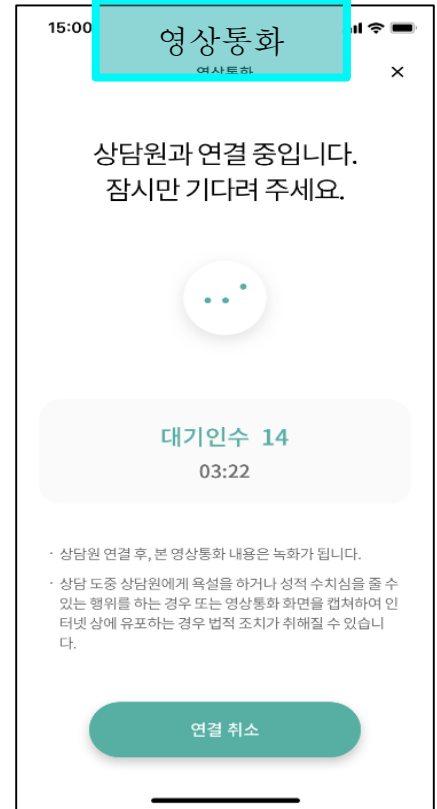 15:00
영상통화
영상통화
상담원과 연결 중입니다.
잠시만 기다려 주세요.
대기인수 14
03:22
· 상담원 연결 후, 본 영상통화 내용은 녹화가 됩니다.
· 상담 도중 상담원에게 욕설을 하거나 성적 수치심을 줄 수
있는 행위를 하는 경우 또는 영상통화 화면을 캡쳐하여 인
터넷 상에 유포하는 경우 법적 조치가 취해질 수 있습니
다.
연결 취소